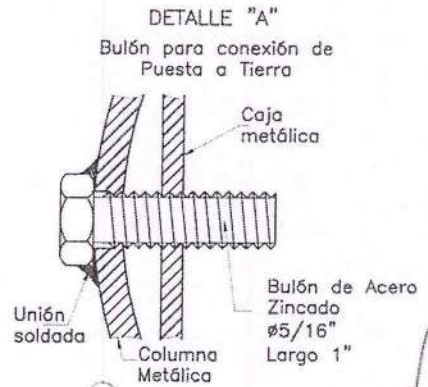 DETALLE "A"
Bulón para conexión de
Puesta a Tierra
Caja
metálica
Bulón de Acero
Zincado
ø5/16"
Largo 1"
Unión
soldada
Columna
Metálica